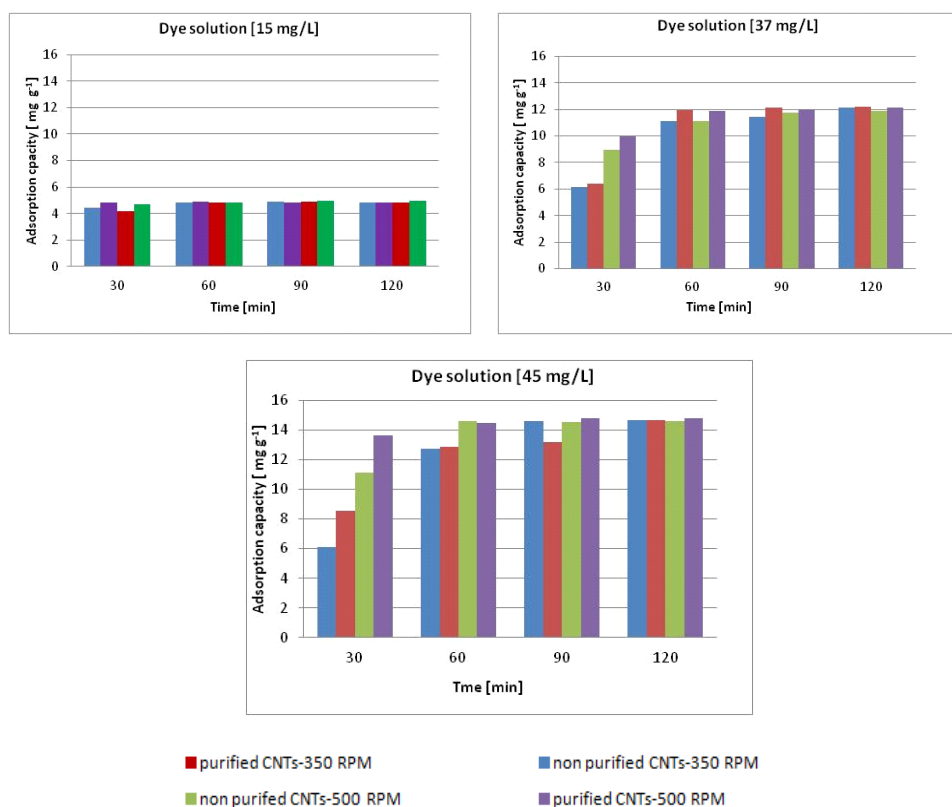 Dye solution [15 mg/L]
Adsorption cpacity [ mg g-1]
16
14
12
10
8
6
4
2
0
30 60 90 120
Time [min]
Dye solution [37 mg/L]
Adsorption capacity [ mg g-1]
16
14
12
10
8
6
4
2
0
30 60 90 120
Time [min]
Dye solution [45 mg/L]
Adsorption capacity [ mg g-1]
16
14
12
10
8
6
4
2
0
30 60 90 120
Tme [min]
purified CNTs-350 RPM
non purified CNTs-350 RPM
non purifed CNTs-500 RPM
purified CNTs-500 RPM